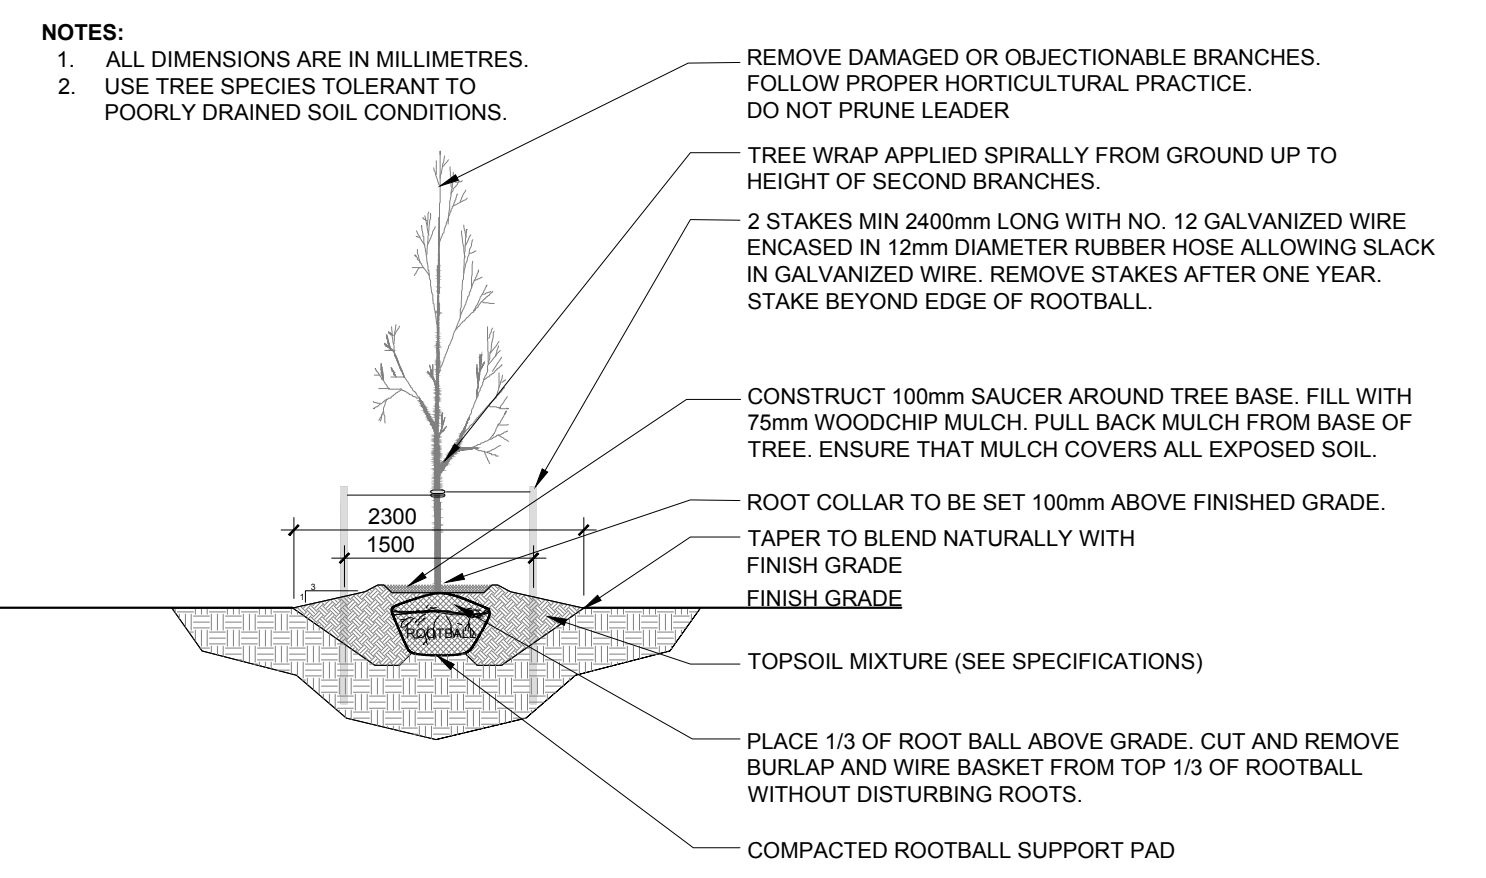 NOTES:
1. ALL DIMENSIONS ARE IN MILLIMETRES.
2. USE TREE SPECIES TOLERANT TO
POORLY DRAINED SOIL CONDITIONS.
REMOVE DAMAGED OR OBJECTIONABLE BRANCHES.
FOLLOW PROPER HORTICULTURAL PRACTICE.
DO NOT PRUNE LEADER
TREE WRAP APPLIED SPIRALLY FROM GROUND UP TO
HEIGHT OF SECOND BRANCHES.
2 STAKES MIN 2400mm LONG WITH NO. 12 GALVANIZED WIRE
ENCASED IN 12mm DIAMETER RUBBER HOSE ALLOWING SLACK
IN GALVANIZED WIRE. REMOVE STAKES AFTER ONE YEAR.
STAKE BEYOND EDGE OF ROOTBALL.
CONSTRUCT 100mm SAUCER AROUND TREE BASE. FILL WITH
75mm WOODCHIP MULCH. PULL BACK MULCH FROM BASE OF
TREE. ENSURE THAT MULCH COVERS ALL EXPOSED SOIL.
ROOT COLLAR TO BE SET 100mm ABOVE FINISHED GRADE.
2300
1500
TAPER TO BLEND NATURALLY WITH
FINISH GRADE
3
1
FINISH GRADE
ROOTBALL
TOPSOIL MIXTURE (SEE SPECIFICATIONS)
PLACE 1/3 OF ROOT BALL ABOVE GRADE. CUT AND REMOVE
BURLAP AND WIRE BASKET FROM TOP 1/3 OF ROOTBALL
WITHOUT DISTURBING ROOTS.
COMPACTED ROOTBALL SUPPORT PAD